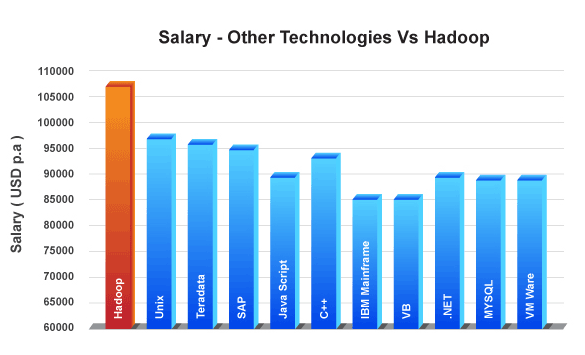 Salary - Other Technologies Vs Hadoop
Salary ( USD p.a )
110000
105000
100000
95000
90000
85000
80000
75000
70000
65000
60000
Hadoop
Unix
Teradata
SAP
Java Script
C++
IBM Mainframe
VB
.NET
MYSQL
VM Ware